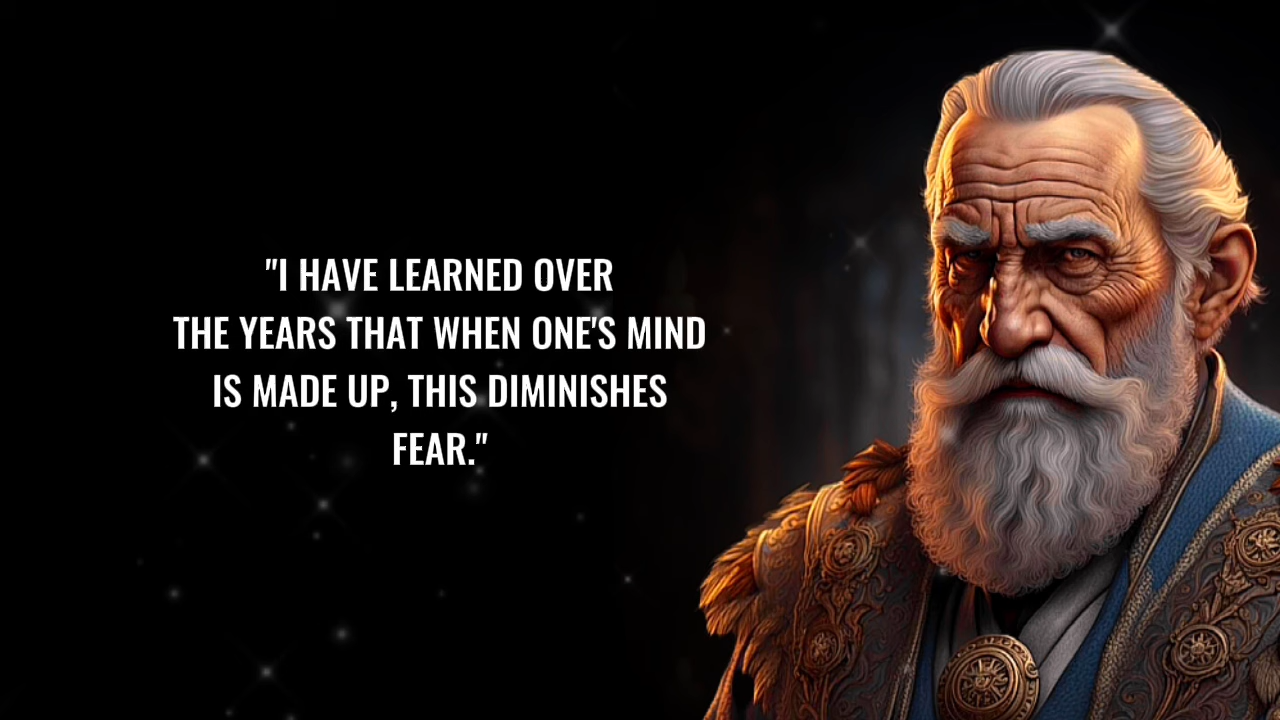 "I HAVE LEARNED OVER
THE YEARS THAT WHEN ONE'S MIND
IS MADE UP, THIS DIMINISHES
FEAR."